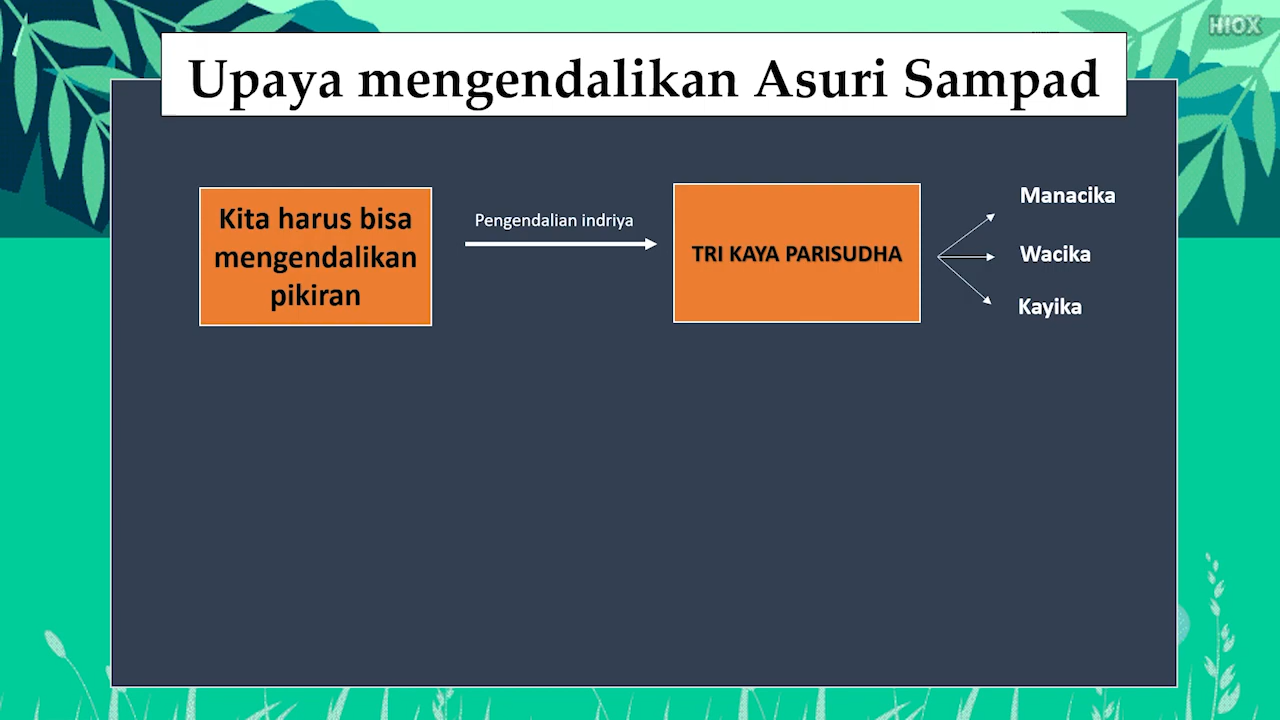 HIOX
Upaya mengendalikan Asuri Sampad
Kita harus bisa
mengendalikan
pikiran
Pengendalian indriya
TRI KAYA PARISUDHA
Manacika
Wacika
Kayika